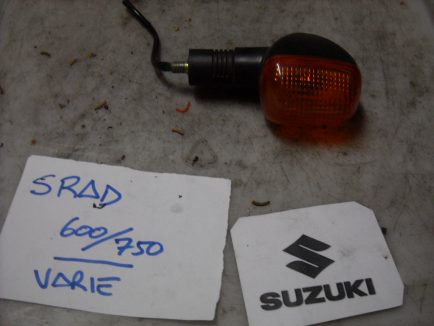 SRAD
600/750
VARIE
SUZUKI